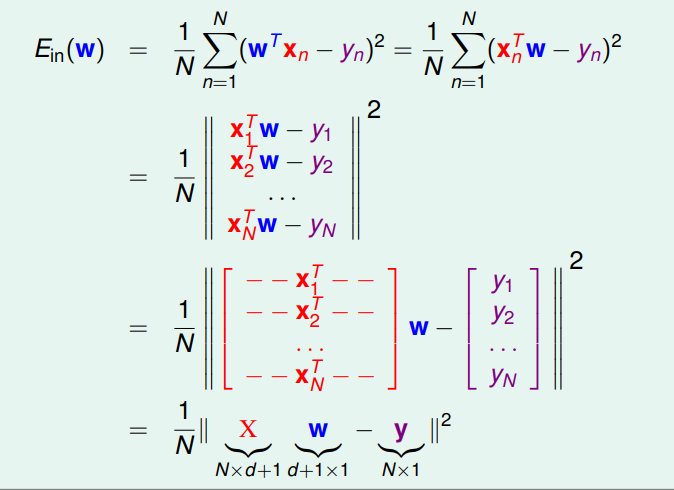 E_in(w) = 1/N ∑_{n=1}^{N} (w^T x_n − y_n)² = 1/N ∑_{n=1}^{N} (x_n^T w − y_n)²
= 1/N ‖ x_1^T w − y_1
x_2^T w − y_2
...
x_N^T w − y_N ‖²
= 1/N ‖ [ − − x_1^T − −
− − x_2^T − −
...
− − x_N^T − − ] w − [ y_1
y_2
...
y_N ] ‖²
= 1/N ‖ X w − y ‖²
N×d+1 d+1×1 N×1